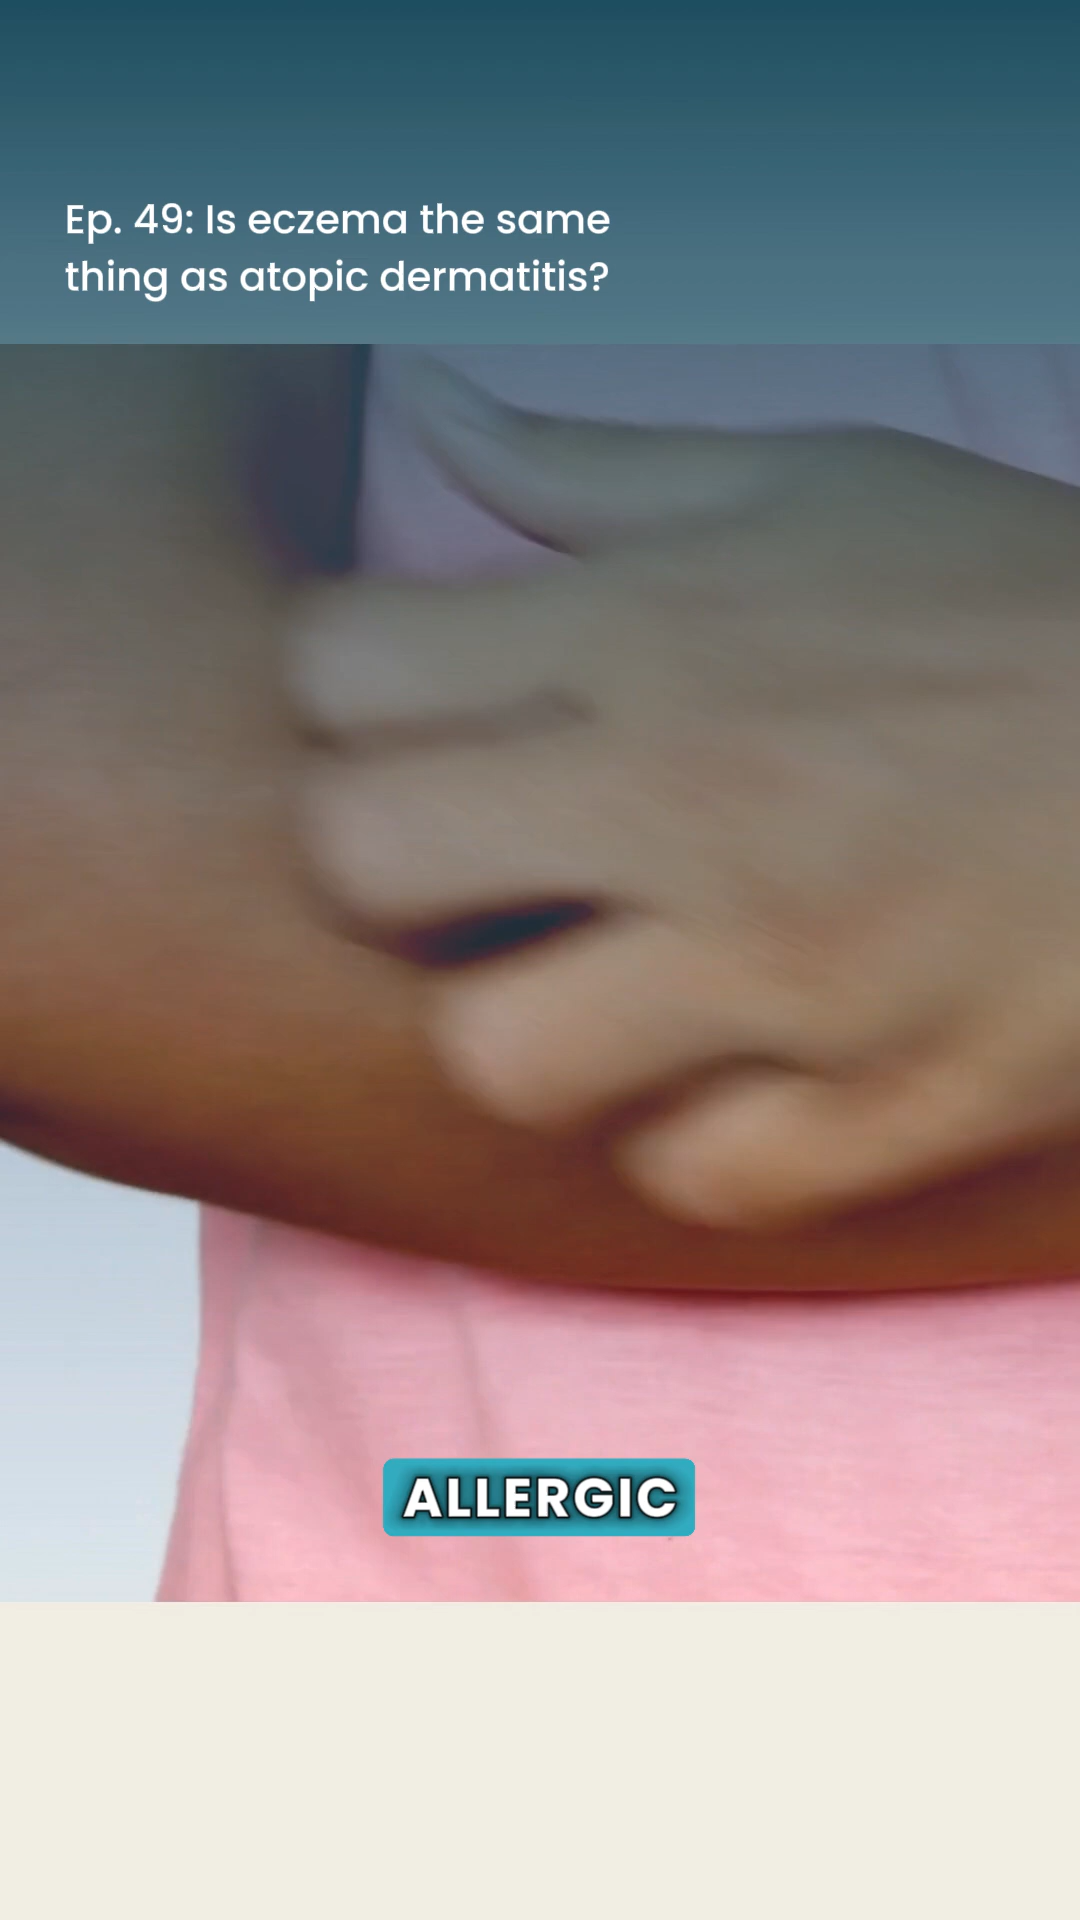 Ep. 49: Is eczema the same
thing as atopic dermatitis?
ALLERGIC